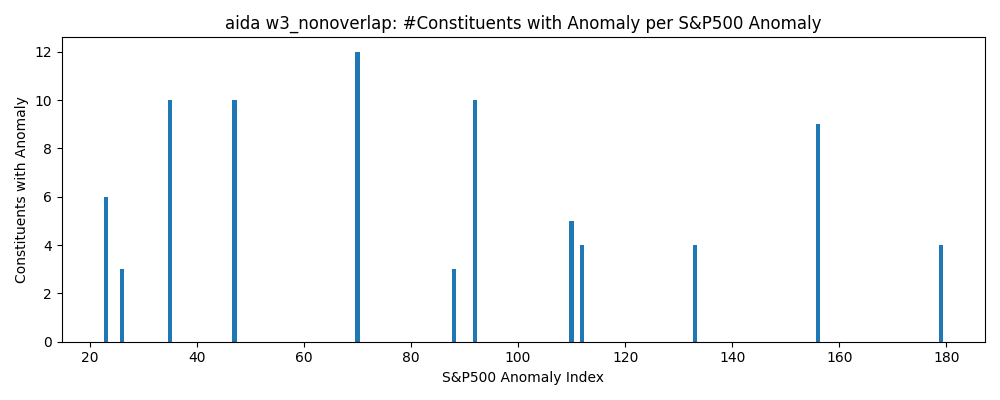 aida w3_nonoverlap: #Constituents with Anomaly per S&P500 Anomaly
Constituents with Anomaly
12
10
8
6
4
2
0
20 40 60 80 100 120 140 160 180
S&P500 Anomaly Index